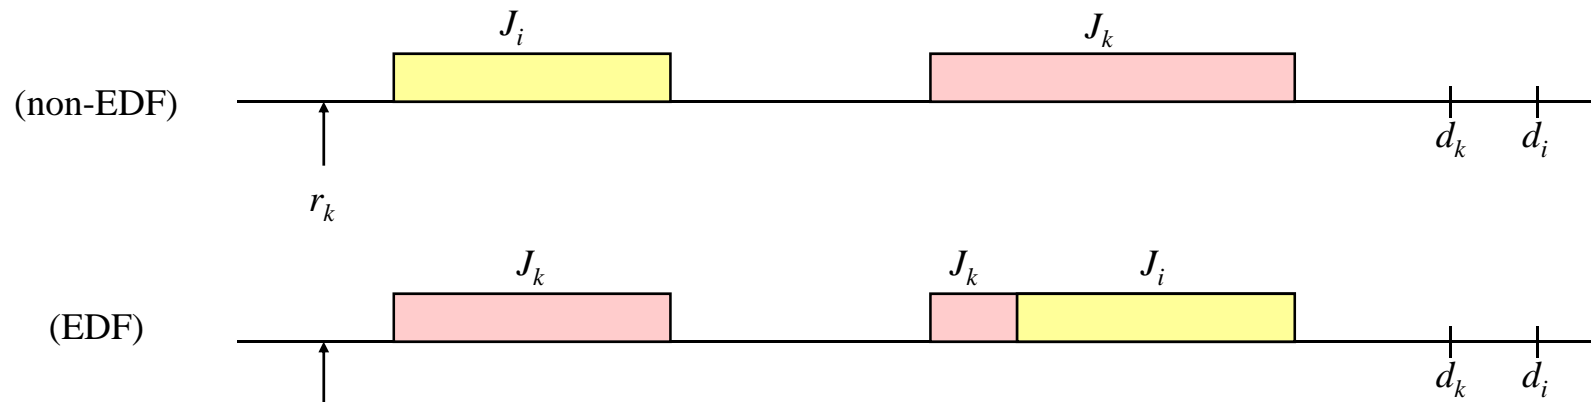 J_i J_k
(non-EDF)
d_k d_i
r_k
J_k J_k J_i
(EDF)
d_k d_i